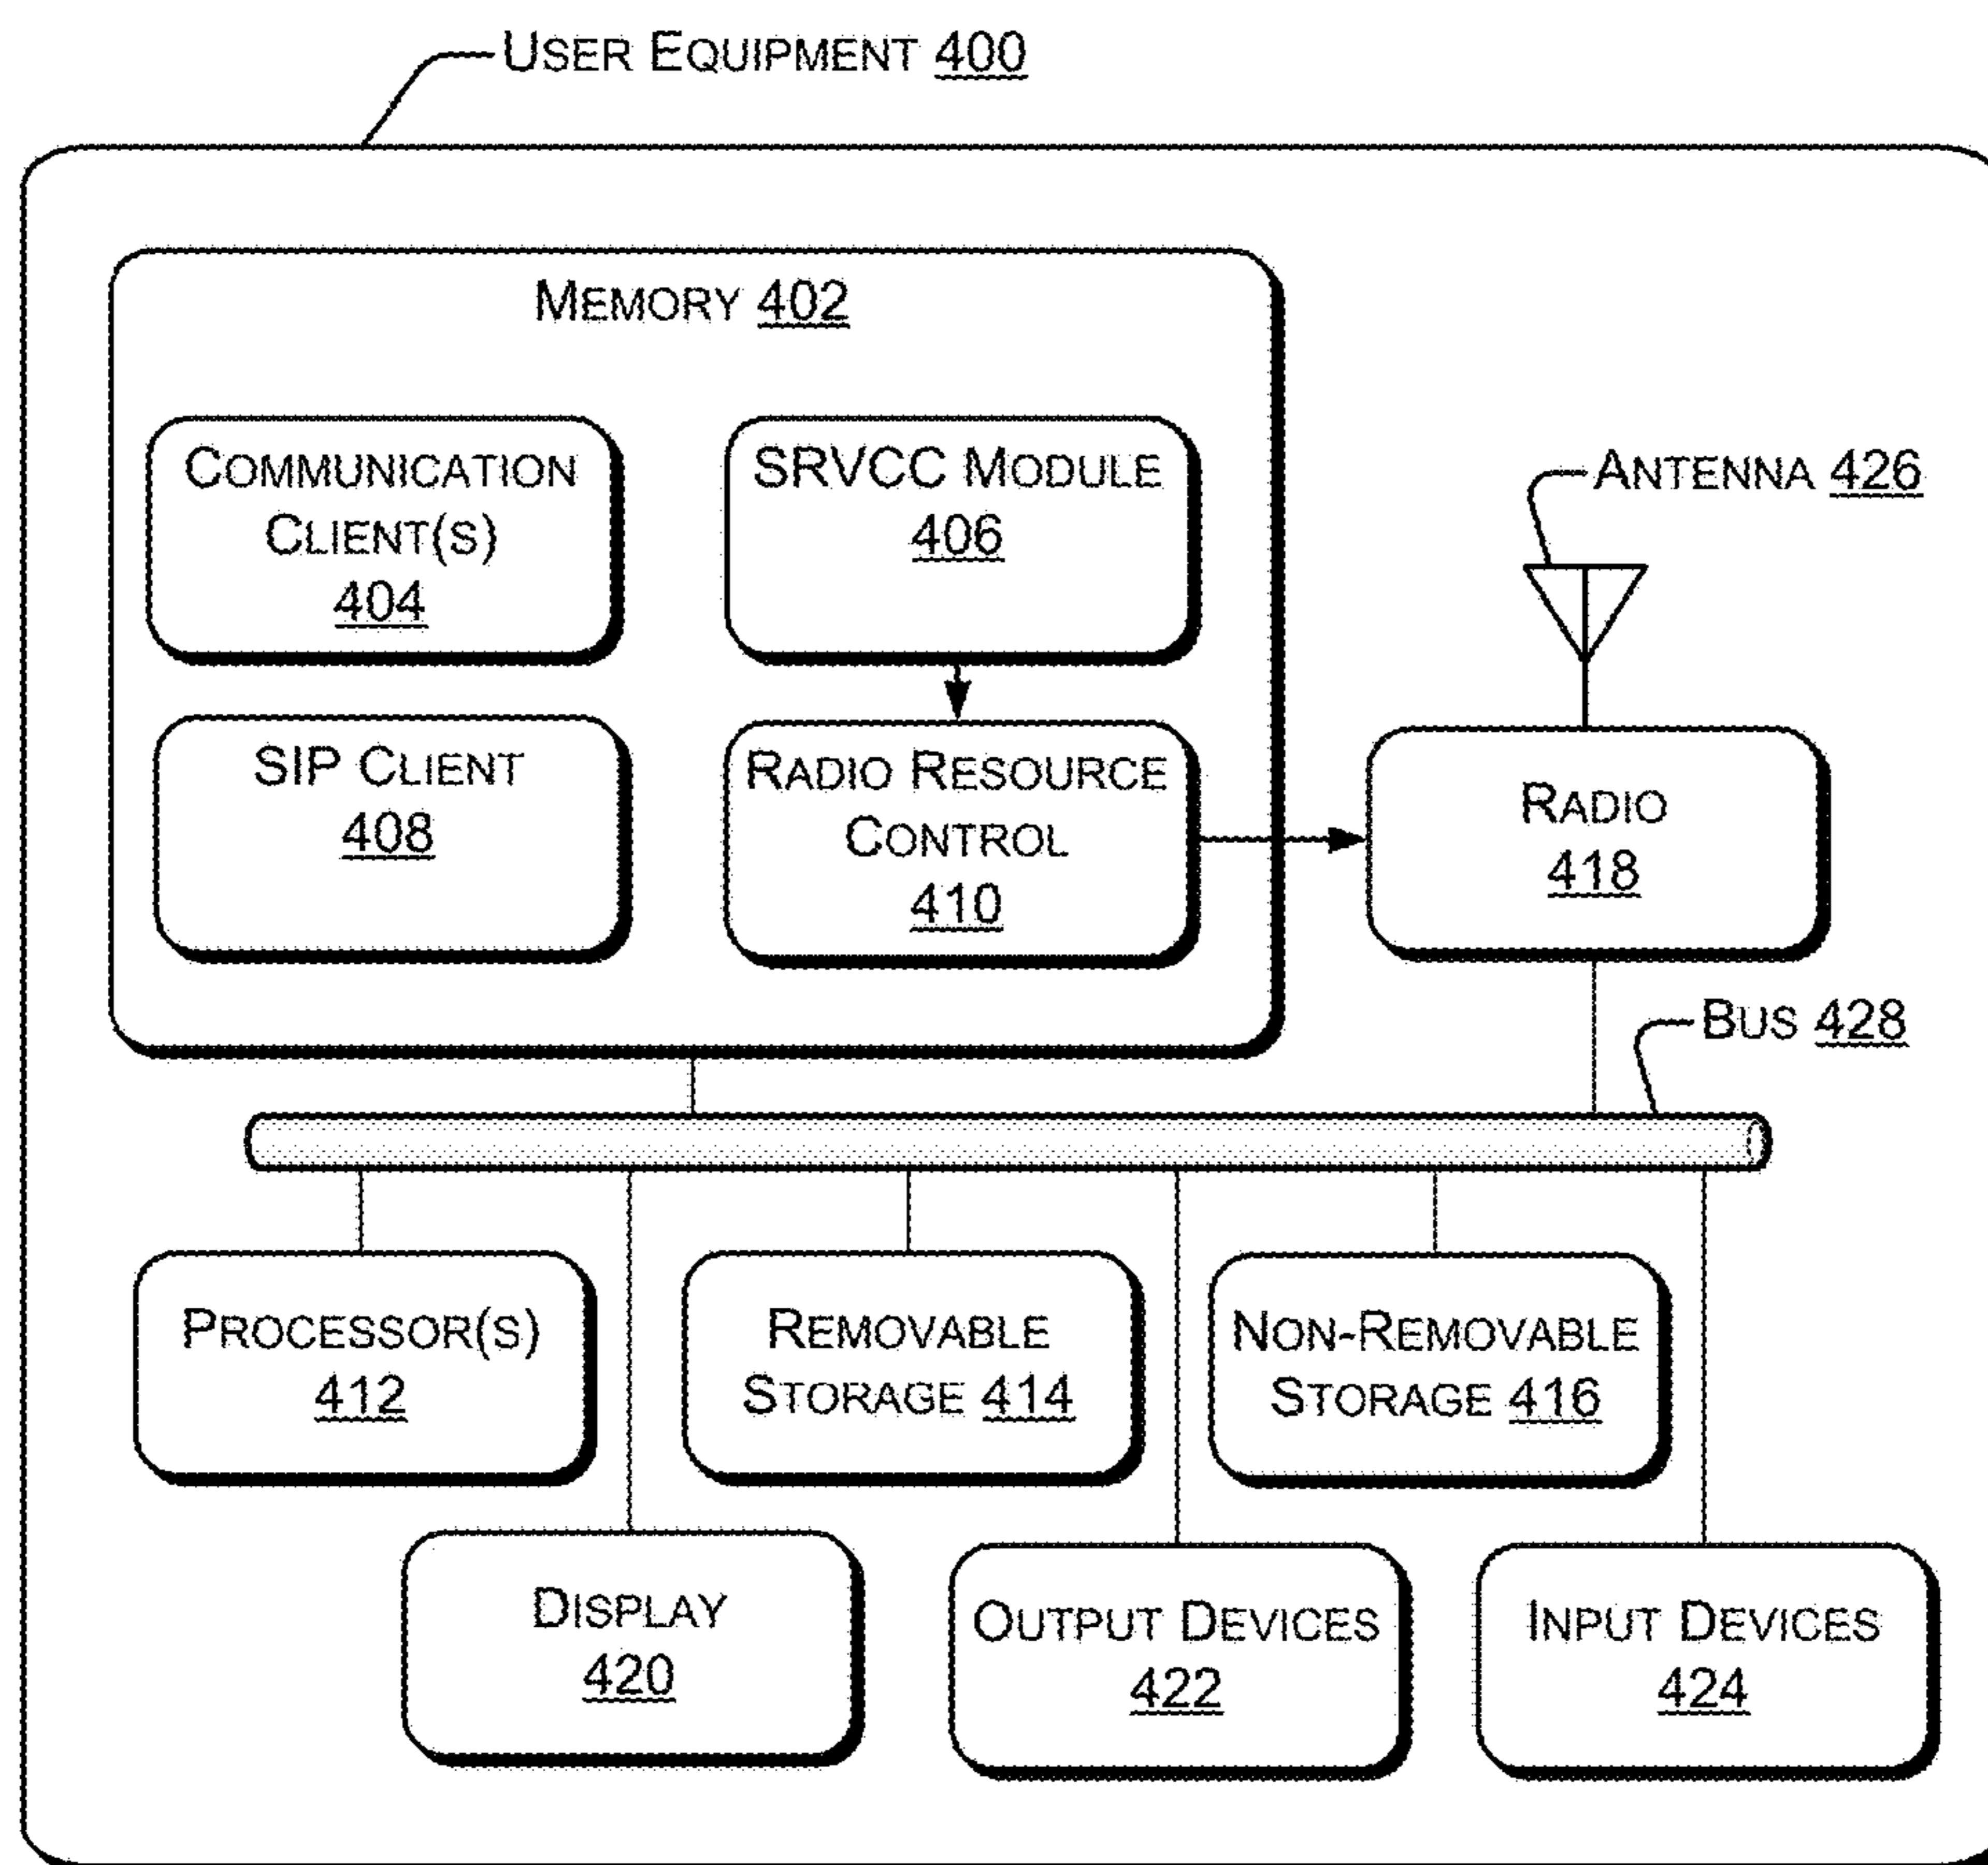 USER EQUIPMENT 400
MEMORY 402
COMMUNICATION
CLIENT(S)
404
SRVCC MODULE
406
ANTENNA 426
SIP CLIENT
408
RADIO RESOURCE
CONTROL
410
RADIO
418
BUS 428
PROCESSOR(S)
412
REMOVABLE
STORAGE 414
NON-REMOVABLE
STORAGE 416
DISPLAY
420
OUTPUT DEVICES
422
INPUT DEVICES
424